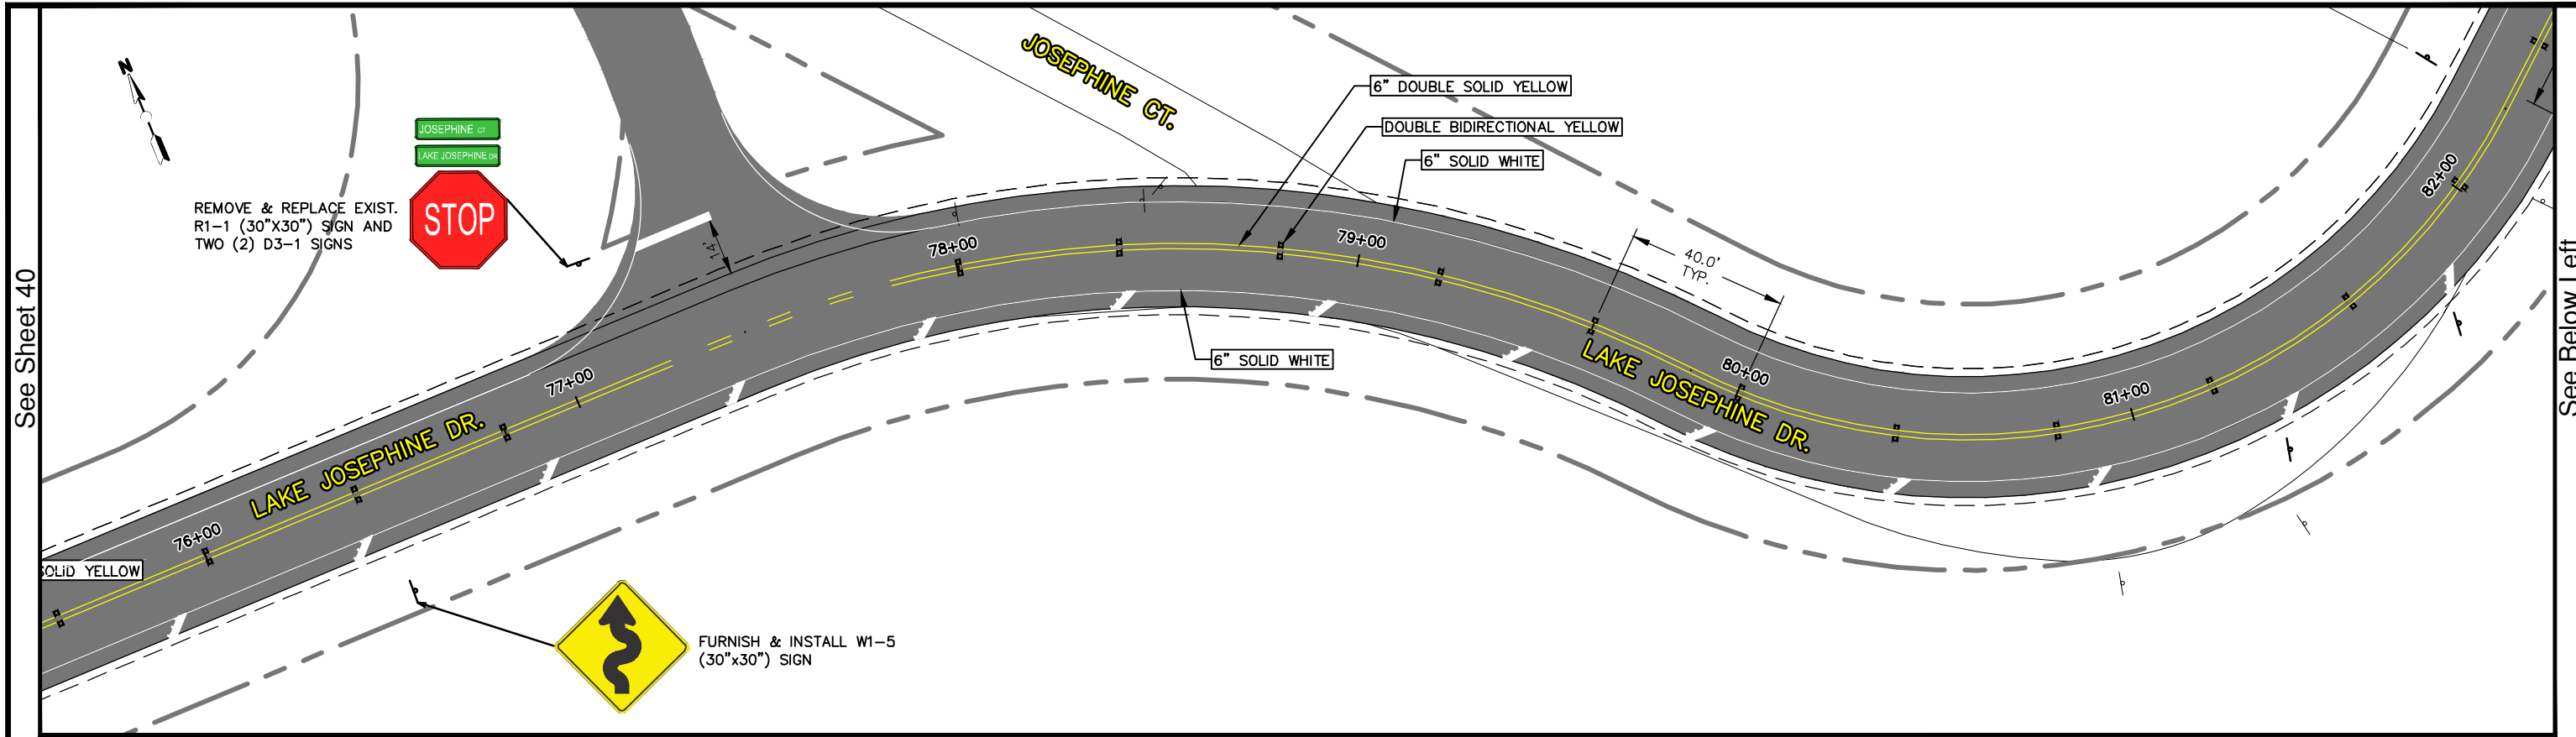 See Sheet 40
N
JOSEPHINE CT
LAKE JOSEPHINE DR
STOP
REMOVE & REPLACE EXIST.
R1-1 (30"X30") SIGN AND
TWO (2) D3-1 SIGNS
JOSEPHINE CT.
6" DOUBLE SOLID YELLOW
DOUBLE BIDIRECTIONAL YELLOW
6" SOLID WHITE
14'
78+00
79+00
40.0'
TYP.
82+00
6" SOLID WHITE
77+00
LAKE JOSEPHINE DR.
80+00
LAKE JOSEPHINE DR.
81+00
76+00
SOLID YELLOW
FURNISH & INSTALL W1-5
(30"x30") SIGN
See Below Left